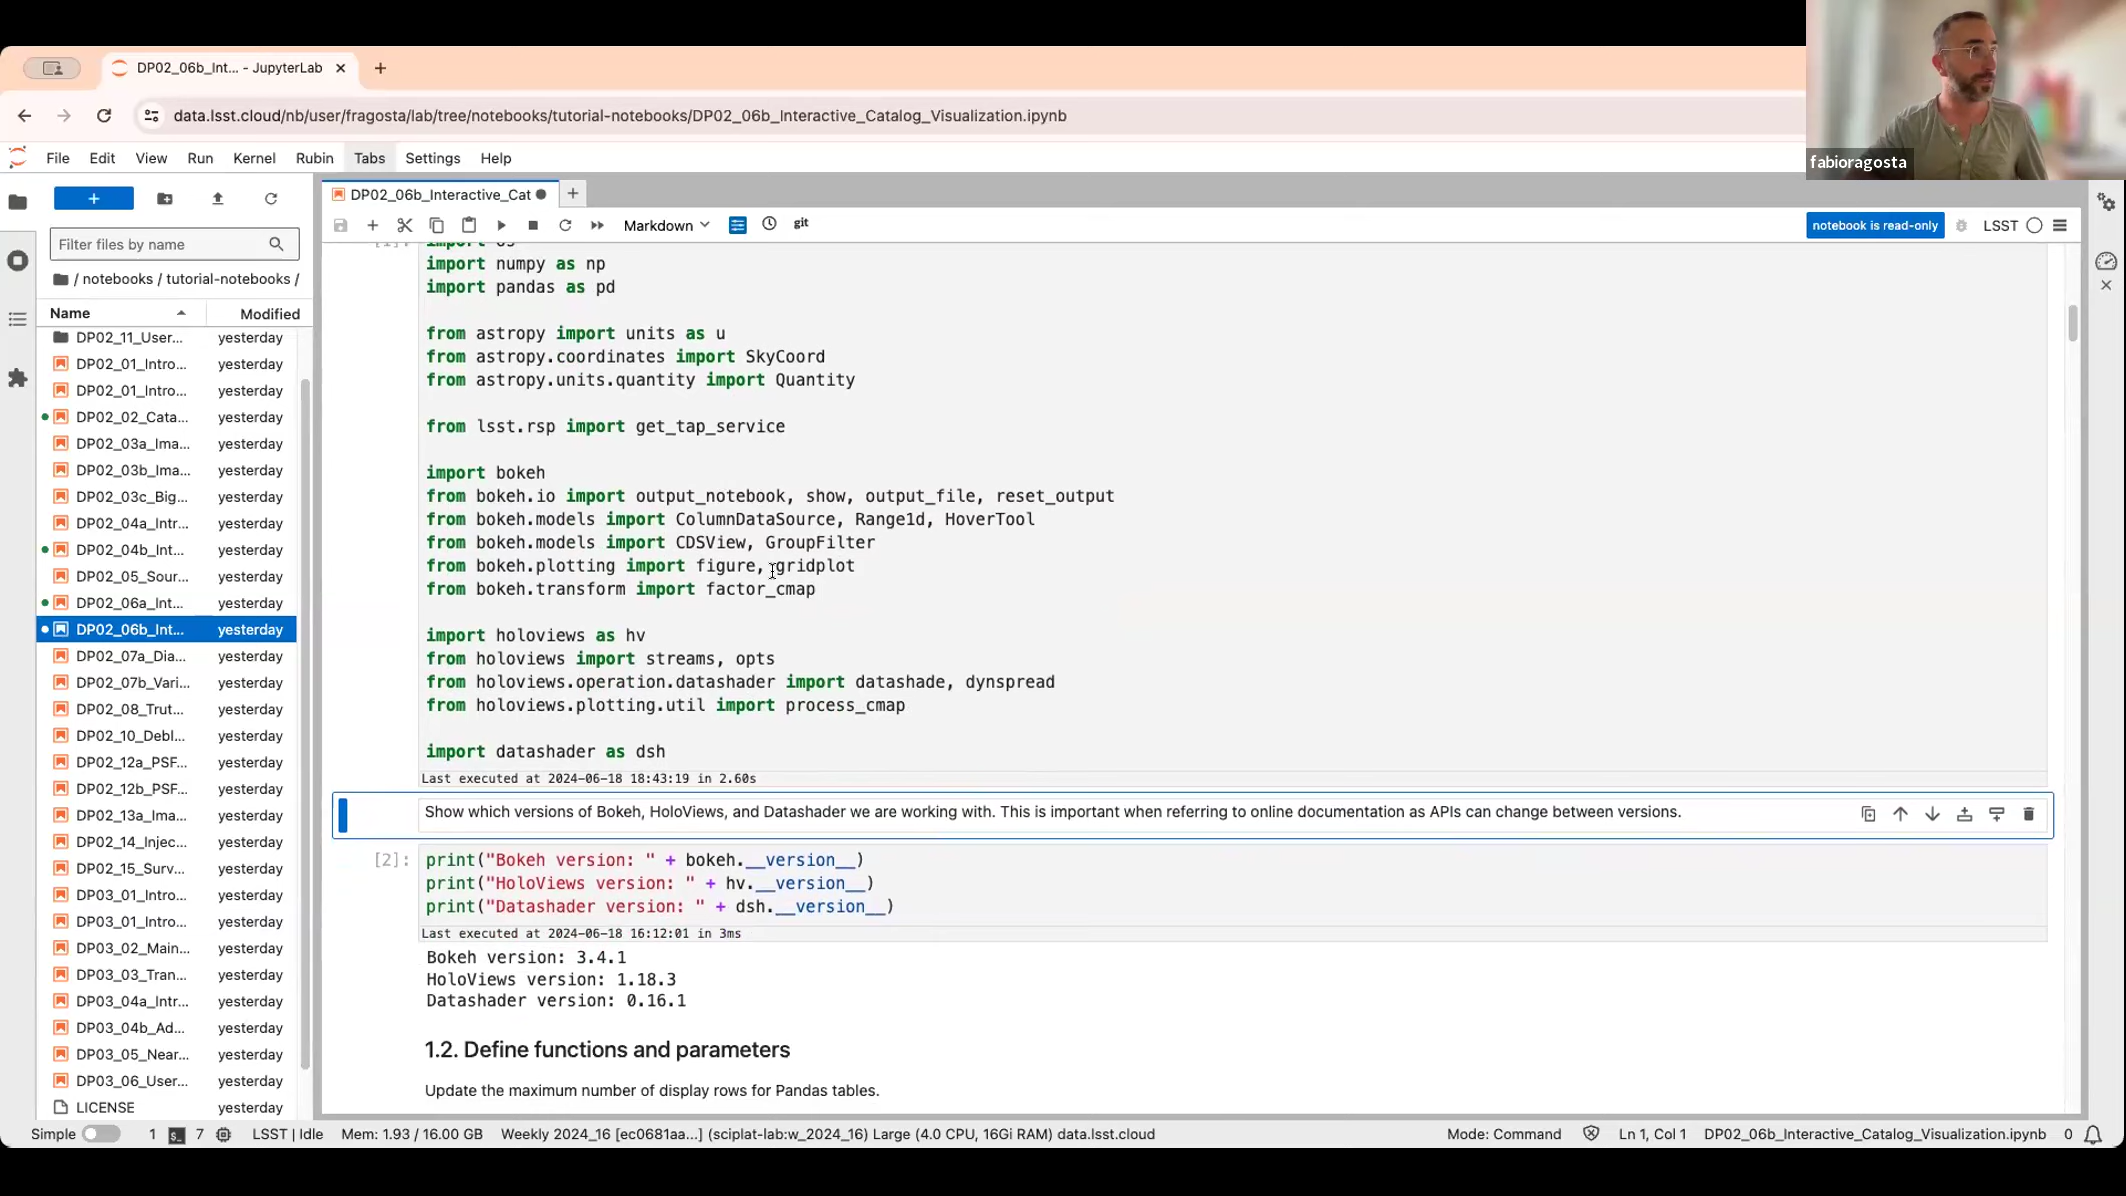 DP02_06b_Int... - JupyterLab
data.lsst.cloud/nb/user/fragosta/lab/tree/notebooks/tutorial-notebooks/DP02_06b_Interactive_Catalog_Visualization.ipynb
fabioragosta
File Edit View Run Kernel Rubin Tabs Settings Help
DP02_06b_Interactive_Cat
Markdown
git
notebook is read-only
LSST
Filter files by name
/ notebooks / tutorial-notebooks /
Name Modified
DP02_11_User... yesterday
DP02_01_Intro... yesterday
DP02_01_Intro... yesterday
DP02_02_Cata... yesterday
DP02_03a_Ima... yesterday
DP02_03b_Ima... yesterday
DP02_03c_Big... yesterday
DP02_04a_Intr... yesterday
DP02_04b_Int... yesterday
DP02_05_Sour... yesterday
DP02_06a_Int... yesterday
DP02_06b_Int... yesterday
DP02_07a_Dia... yesterday
DP02_07b_Vari... yesterday
DP02_08_Trut... yesterday
DP02_10_Debl... yesterday
DP02_12a_PSF... yesterday
DP02_12b_PSF... yesterday
DP02_13a_Ima... yesterday
DP02_14_Injec... yesterday
DP02_15_Surv... yesterday
DP03_01_Intro... yesterday
DP03_01_Intro... yesterday
DP03_02_Main... yesterday
DP03_03_Tran... yesterday
DP03_04a_Intr... yesterday
DP03_04b_Ad... yesterday
DP03_05_Near... yesterday
DP03_06_User... yesterday
LICENSE yesterday
import numpy as np
import pandas as pd
from astropy import units as u
from astropy.coordinates import SkyCoord
from astropy.units.quantity import Quantity
from lsst.rsp import get_tap_service
import bokeh
from bokeh.io import output_notebook, show, output_file, reset_output
from bokeh.models import ColumnDataSource, Range1d, HoverTool
from bokeh.models import CDSView, GroupFilter
from bokeh.plotting import figure, gridplot
from bokeh.transform import factor_cmap
import holoviews as hv
from holoviews import streams, opts
from holoviews.operation.datashader import datashade, dynspread
from holoviews.plotting.util import process_cmap
import datashader as dsh
Last executed at 2024-06-18 18:43:19 in 2.60s
Show which versions of Bokeh, HoloViews, and Datashader we are working with. This is important when referring to online documentation as APIs can change between versions.
[2]: print("Bokeh version: " + bokeh.__version__)
print("HoloViews version: " + hv.__version__)
print("Datashader version: " + dsh.__version__)
Last executed at 2024-06-18 16:12:01 in 3ms
Bokeh version: 3.4.1
HoloViews version: 1.18.3
Datashader version: 0.16.1
1.2. Define functions and parameters
Update the maximum number of display rows for Pandas tables.
Simple 1 7 LSST | Idle Mem: 1.93 / 16.00 GB Weekly 2024_16 [ec0681aa...] (sciplat-lab:w_2024_16) Large (4.0 CPU, 16Gi RAM) data.lsst.cloud Mode: Command Ln 1, Col 1 DP02_06b_Interactive_Catalog_Visualization.ipynb 0